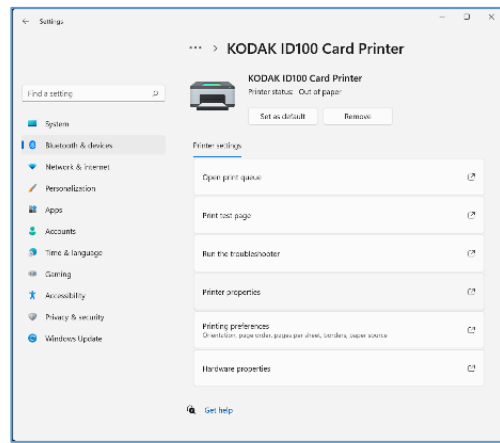 Settings
··· > KODAK ID100 Card Printer
KODAK ID100 Card Printer
Printer status: Out of paper
Set as default
Remove
Find a setting
System
Bluetooth & devices
Network & internet
Personalization
Apps
Accounts
Time & language
Gaming
Accessibility
Privacy & security
Windows Update
Printer settings
Open print queue
Print test page
Run the troubleshooter
Printer properties
Printing preferences
Orientation, page order, pages per sheet, borders, paper source
Hardware properties
Get help